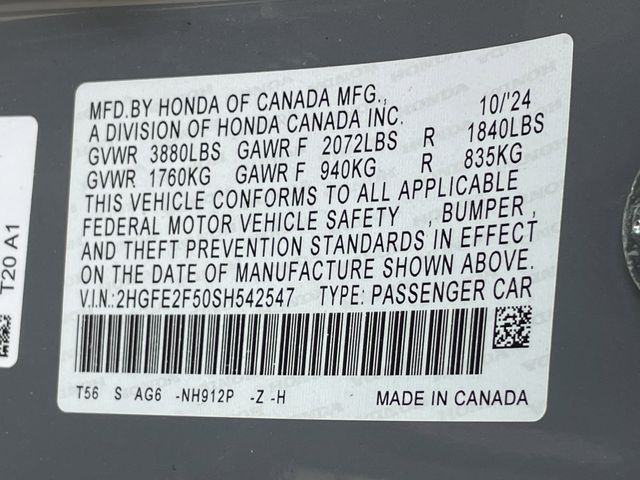 MFD.BY HONDA OF CANADA MFG., 10/'24
A DIVISION OF HONDA CANADA INC.
GVWR 3880LBS GAWR F 2072LBS R 1840LBS
GVWR 1760KG GAWR F 940KG R 835KG
THIS VEHICLE CONFORMS TO ALL APPLICABLE
FEDERAL MOTOR VEHICLE SAFETY , BUMPER ,
AND THEFT PREVENTION STANDARDS IN EFFECT
ON THE DATE OF MANUFACTURE SHOWN ABOVE.
V.I.N.:2HGFE2F50SH542547 TYPE: PASSENGER CAR
T56 S AG6 -NH912P -Z -H MADE IN CANADA
T20 A1